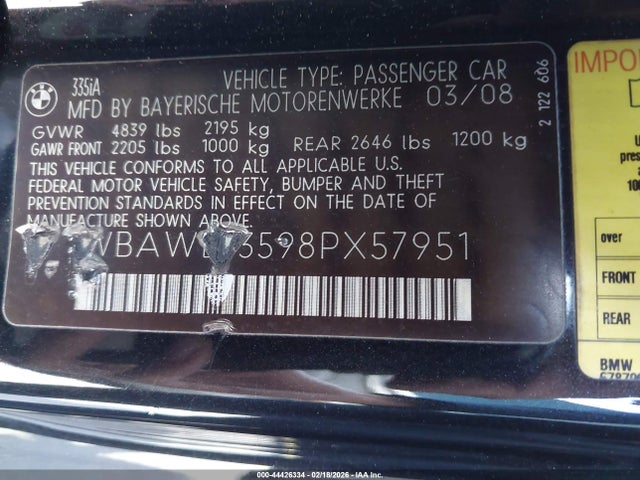 BMW
335iA
VEHICLE TYPE: PASSENGER CAR
MFD BY BAYERISCHE MOTORENWERKE 03/08
GVWR 4839 lbs 2195 kg
GAWR FRONT 2205 lbs 1000 kg REAR 2646 lbs 1200 kg
THIS VEHICLE CONFORMS TO ALL APPLICABLE U.S.
FEDERAL MOTOR VEHICLE SAFETY, BUMPER AND THEFT
PREVENTION STANDARDS IN EFFECT ON THE DATE OF
MANUFACTURE SHOWN ABOVE.
3598PX57951
2 122 606
over
FRONT
REAR
BMW
000-44426334 - 02/18/2026 - IAA Inc.